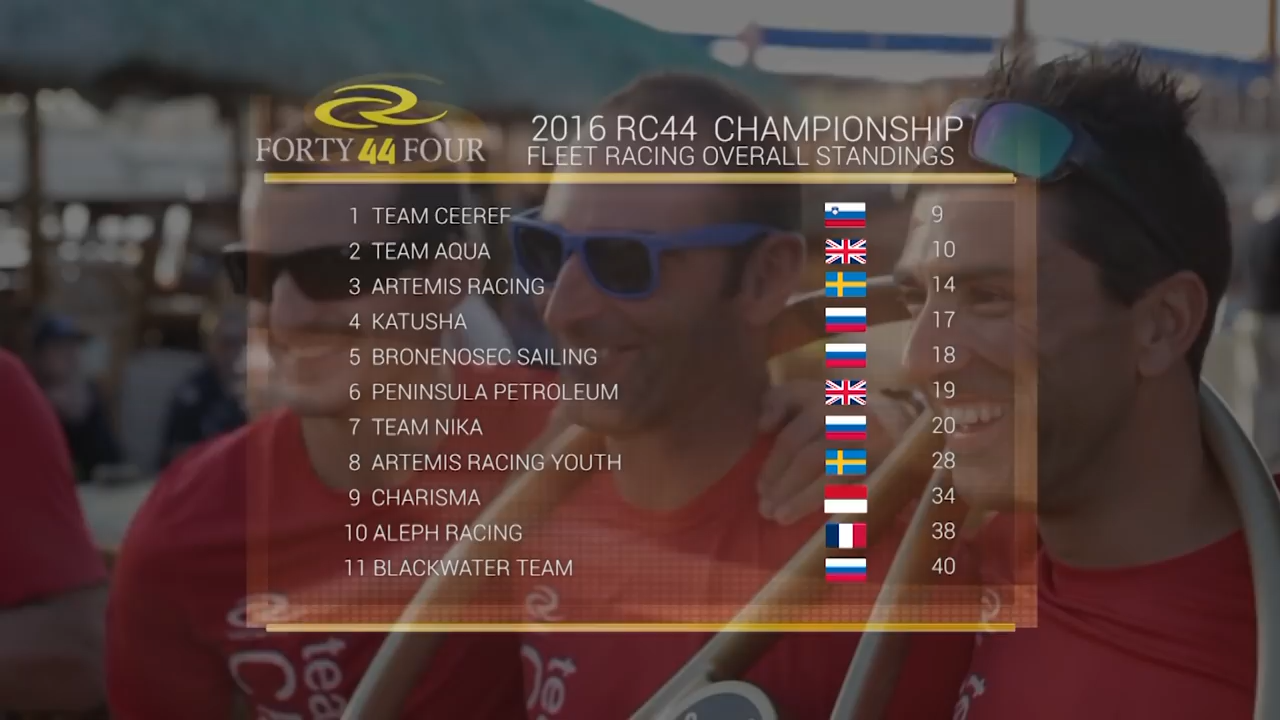 FORTY 44 FOUR
2016 RC44 CHAMPIONSHIP
FLEET RACING OVERALL STANDINGS
1 TEAM CEEREF 9
2 TEAM AQUA 10
3 ARTEMIS RACING 14
4 KATUSHA 17
5 BRONENOSEC SAILING 18
6 PENINSULA PETROLEUM 19
7 TEAM NIKA 20
8 ARTEMIS RACING YOUTH 28
9 CHARISMA 34
10 ALEPH RACING 38
11 BLACKWATER TEAM 40
team
te